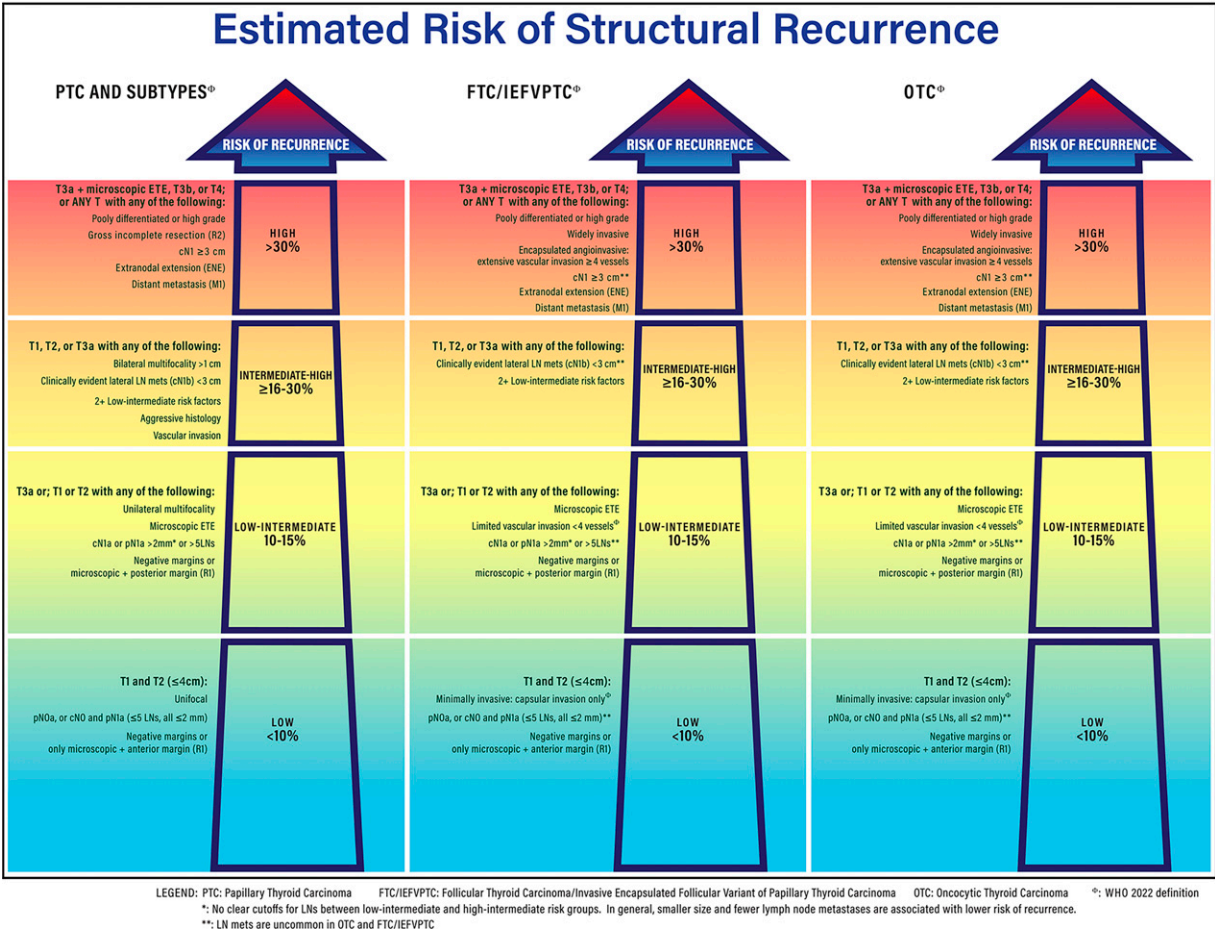 Estimated Risk of Structural Recurrence
PTC AND SUBTYPESᶲ
RISK OF RECURRENCE
T3a + microscopic ETE, T3b, or T4;
or ANY T with any of the following:
Pooly differentiated or high grade
Gross incomplete resection (R2)
cN1 ≥3 cm
Extranodal extension (ENE)
Distant metastasis (M1)
HIGH
>30%
T1, T2, or T3a with any of the following:
Bilateral multifocality >1 cm
Clinically evident lateral LN mets (cN1b) <3 cm
2+ Low-intermediate risk factors
Aggressive histology
Vascular invasion
INTERMEDIATE-HIGH
≥16-30%
T3a or; T1 or T2 with any of the following:
Unilateral multifocality
Microscopic ETE
cN1a or pN1a >2mm* or >5LNs
Negative margins or
microscopic + posterior margin (R1)
LOW-INTERMEDIATE
10-15%
T1 and T2 (≤4cm):
Unifocal
pN0a, or cN0 and pN1a (≤5 LNs, all ≤2 mm)
Negative margins or
only microscopic + anterior margin (R1)
LOW
<10%
FTC/IEFVPTCᶲ
RISK OF RECURRENCE
T3a + microscopic ETE, T3b, or T4;
or ANY T with any of the following:
Pooly differentiated or high grade
Widely invasive
Encapsulated angioinvasive:
extensive vascular invasion ≥ 4 vessels
cN1 ≥3 cm**
Extranodal extension (ENE)
Distant metastasis (M1)
HIGH
>30%
T1, T2, or T3a with any of the following:
Clinically evident lateral LN mets (cN1b) <3 cm**
2+ Low-intermediate risk factors
INTERMEDIATE-HIGH
≥16-30%
T3a or; T1 or T2 with any of the following:
Microscopic ETE
Limited vascular invasion <4 vesselsᶲ
cN1a or pN1a >2mm* or >5LNs**
Negative margins or
microscopic + posterior margin (R1)
LOW-INTERMEDIATE
10-15%
T1 and T2 (≤4cm):
Minimally invasive: capsular invasion onlyᶲ
pN0a, or cN0 and pN1a (≤5 LNs, all ≤2 mm)**
Negative margins or
only microscopic + anterior margin (R1)
LOW
<10%
OTCᶲ
RISK OF RECURRENCE
T3a + microscopic ETE, T3b, or T4;
or ANY T with any of the following:
Pooly differentiated or high grade
Widely invasive
Encapsulated angioinvasive:
extensive vascular invasion ≥ 4 vessels
cN1 ≥3 cm**
Extranodal extension (ENE)
Distant metastasis (M1)
HIGH
>30%
T1, T2, or T3a with any of the following:
Clinically evident lateral LN mets (cN1b) <3 cm**
2+ Low-intermediate risk factors
INTERMEDIATE-HIGH
≥16-30%
T3a or; T1 or T2 with any of the following:
Microscopic ETE
Limited vascular invasion <4 vesselsᶲ
cN1a or pN1a >2mm* or >5LNs**
Negative margins or
microscopic + posterior margin (R1)
LOW-INTERMEDIATE
10-15%
T1 and T2 (≤4cm):
Minimally invasive: capsular invasion onlyᶲ
pN0a, or cN0 and pN1a (≤5 LNs, all ≤2 mm)**
Negative margins or
only microscopic + anterior margin (R1)
LOW
<10%
LEGEND: PTC: Papillary Thyroid Carcinoma FTC/IEFVPTC: Follicular Thyroid Carcinoma/Invasive Encapsulated Follicular Variant of Papillary Thyroid Carcinoma OTC: Oncocytic Thyroid Carcinoma ᶲ: WHO 2022 definition
*: No clear cutoffs for LNs between low-intermediate and high-intermediate risk groups. In general, smaller size and fewer lymph node metastases are associated with lower risk of recurrence.
**: LN mets are uncommon in OTC and FTC/IEFVPTC